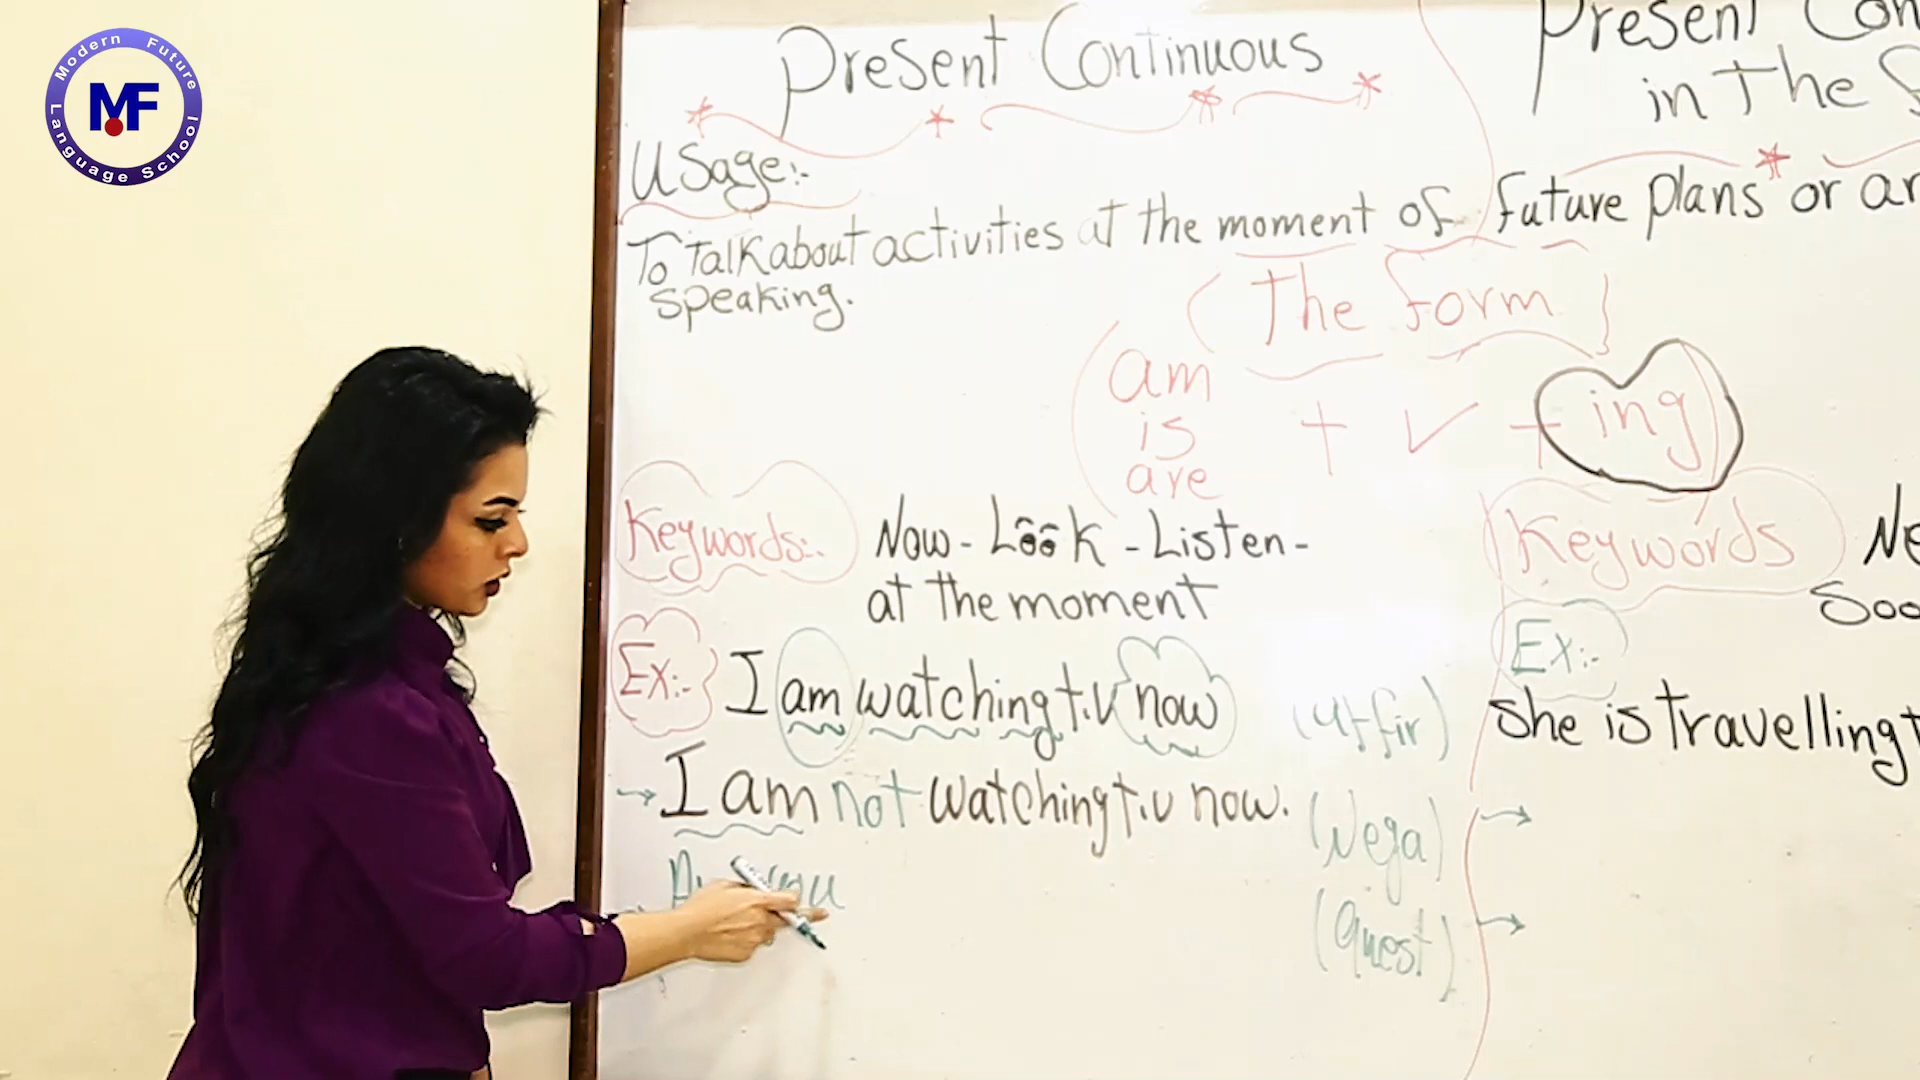 Modern Future
MF
Language School
Present Continuous
Usage:-
To Talk about activities at the moment of
speaking.
Present Con
in The
Future plans or ar
(The Form)
am
is + ✓ + ing
are
Keywords:. Now - Look - Listen -
at the moment
Ex:- I am watching t.v now (Affir)
→ I am not watching t.v now. (Nega)
you
(Quest)
Keywords Ne
Soo
Ex:-
She is travelling t
→
→